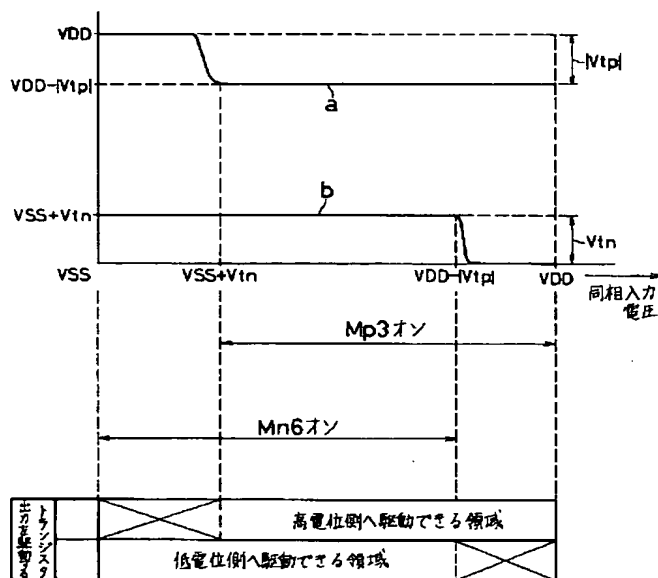 VDD
|Vtp|
VDD-|Vtp|
a
b
VSS+Vtn
Vtn
VSS
VSS+Vtn
VDD-|Vtp|
VDD
同相入力
電圧
Mp3オン
Mn6オン
出力を駆動する
トランジスタ
高電位側へ駆動できる領域
低電位側へ駆動できる領域